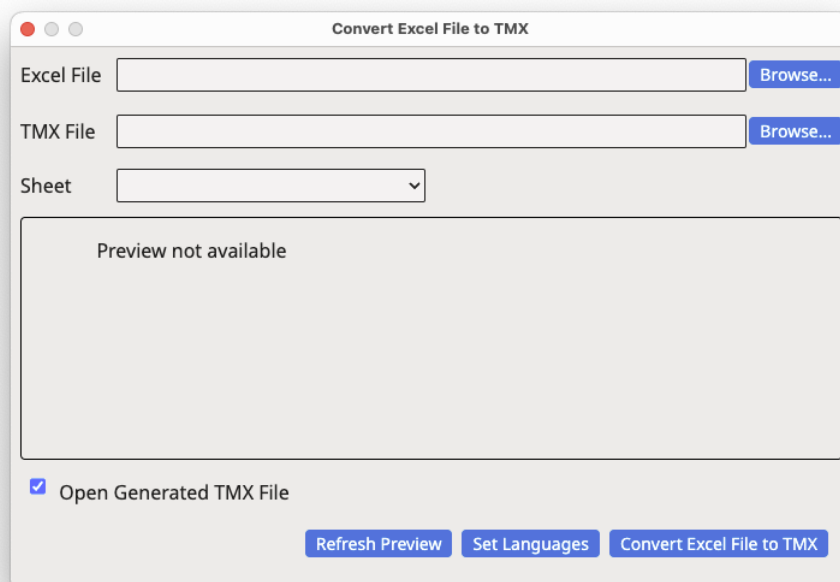 Convert Excel File to TMX
Excel File Browse...
TMX File Browse...
Sheet
Preview not available
Open Generated TMX File
Refresh Preview Set Languages Convert Excel File to TMX